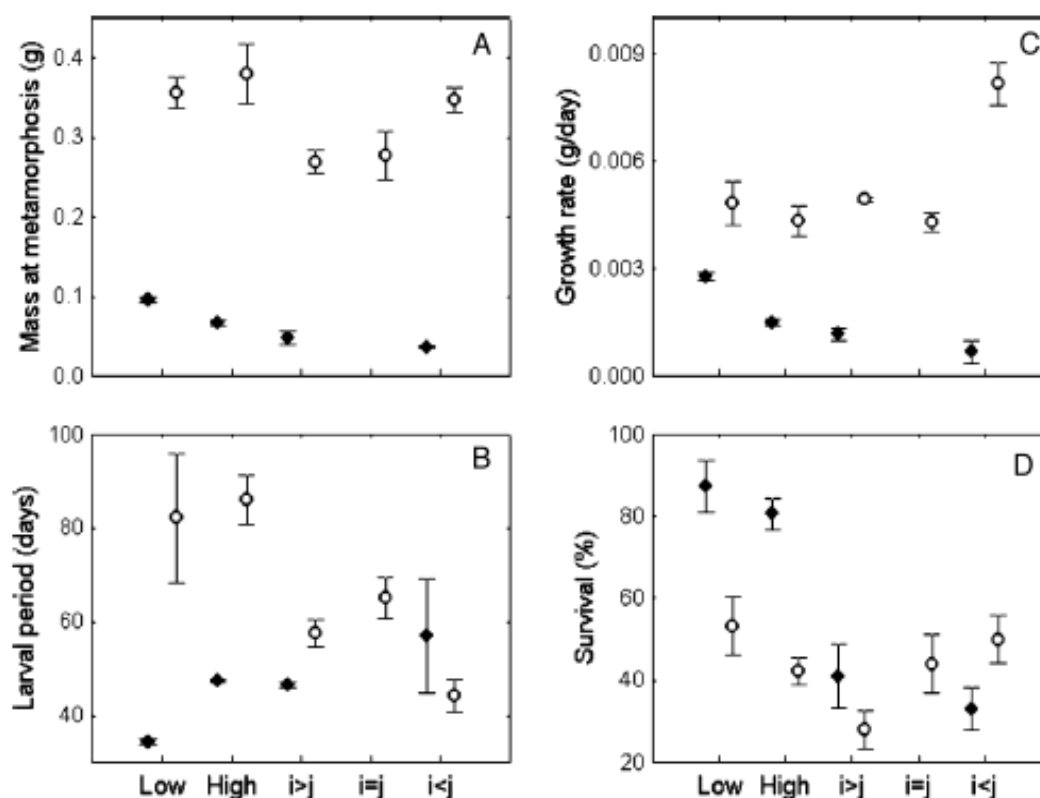 A
Mass at metamorphosis (g)
0.4
0.3
0.2
0.1
0.0
C
Growth rate (g/day)
0.009
0.006
0.003
0.000
B
Larval period (days)
100
80
60
40
Low High i>j i=j i<j
D
Survival (%)
100
80
60
40
20
Low High i>j i=j i<j